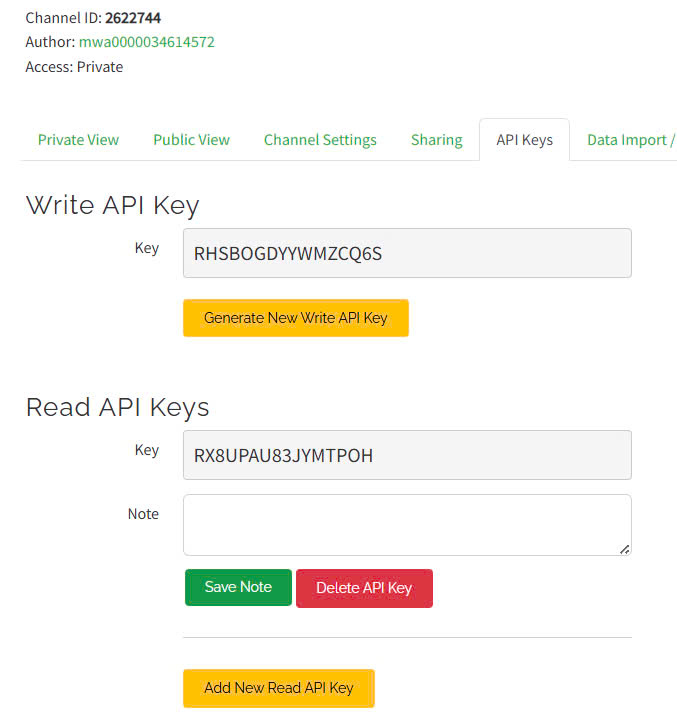 Channel ID: 2622744
Author: mwa0000034614572
Access: Private
Private View Public View Channel Settings Sharing API Keys Data Import /
Write API Key
Key RHSBOGDYYWMZCQ6S
Generate New Write API Key
Read API Keys
Key RX8UPAU83JYMTPOH
Note
Save Note Delete API Key
Add New Read API Key